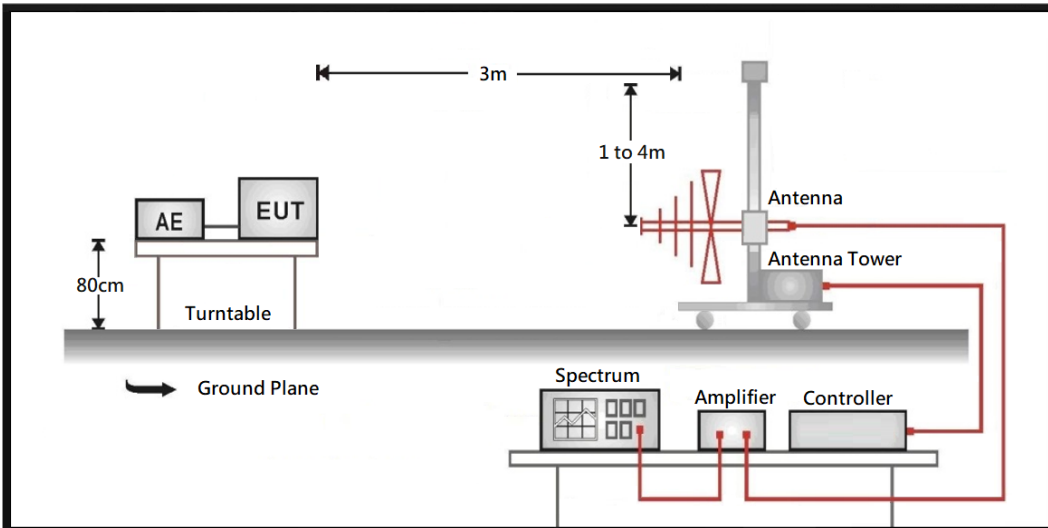 3m
1 to 4m
AE
EUT
Antenna
Antenna Tower
80cm
Turntable
Ground Plane
Spectrum
Amplifier
Controller